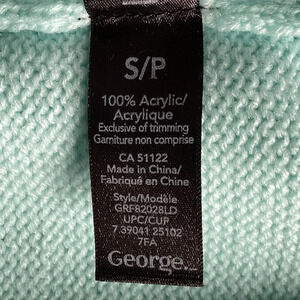 S/P
100% Acrylic/
Acrylique
Exclusive of trimming
Garniture non comprise
CA 51122
Made in China/
Fabriqué en Chine
Style/Modèle
GRF82028LD
UPC/CUP
7 39041 25102
7FA
George